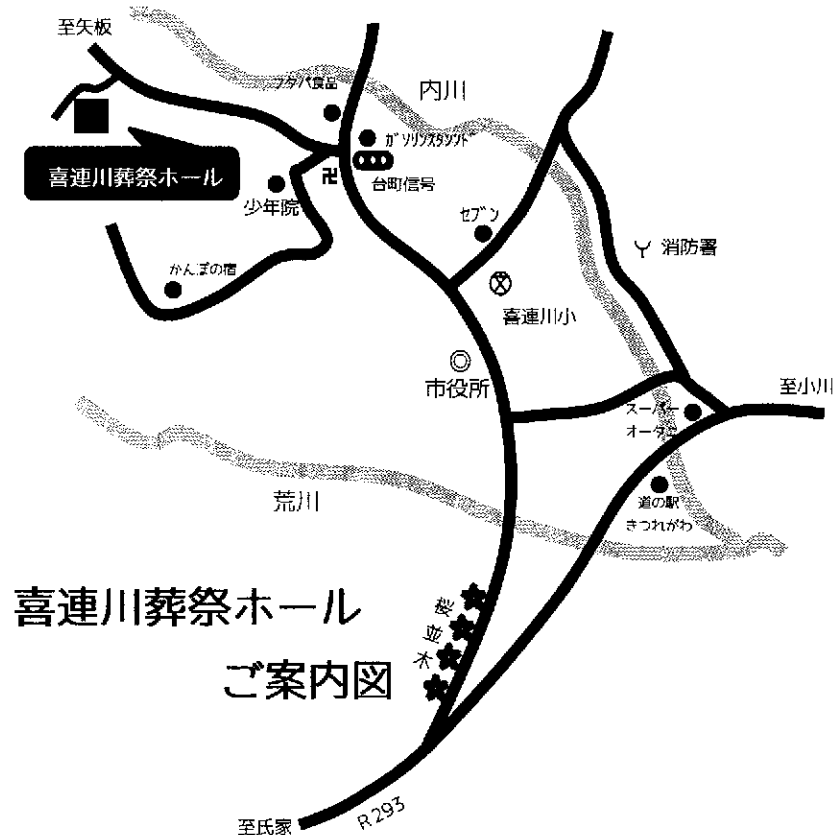 至矢板
フタバ食品
内川
ガソリンスタンド
喜連川葬祭ホール
卍
台町信号
少年院
セブン
消防署
かんぽの宿
喜連川小
市役所
至小川
スーパー
オータニ
荒川
道の駅
きつれがわ
喜連川葬祭ホール
ご案内図
桜並木
至氏家
R293